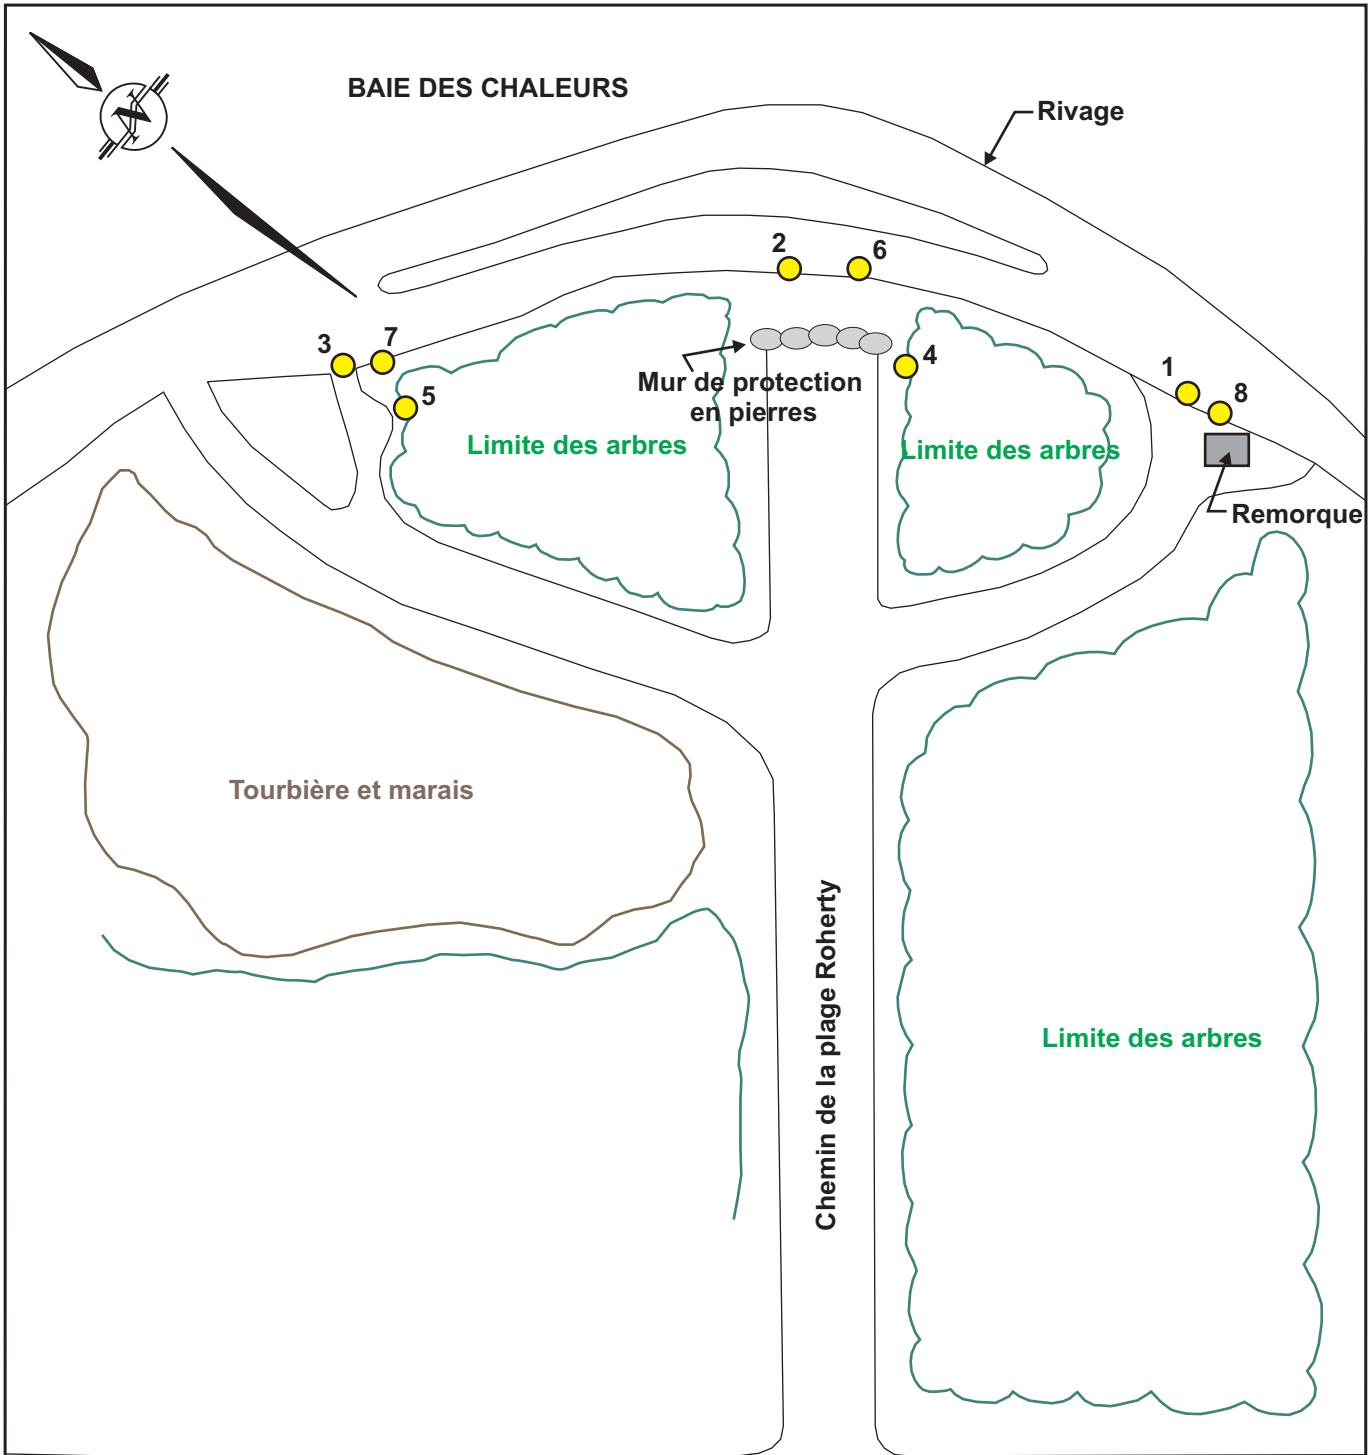 BAIE DES CHALEURS
Rivage
N
2
6
3
7
4
5
1
8
Mur de protection
en pierres
Limite des arbres
Limite des arbres
Remorque
Tourbière et marais
Chemin de la plage Roherty
Limite des arbres